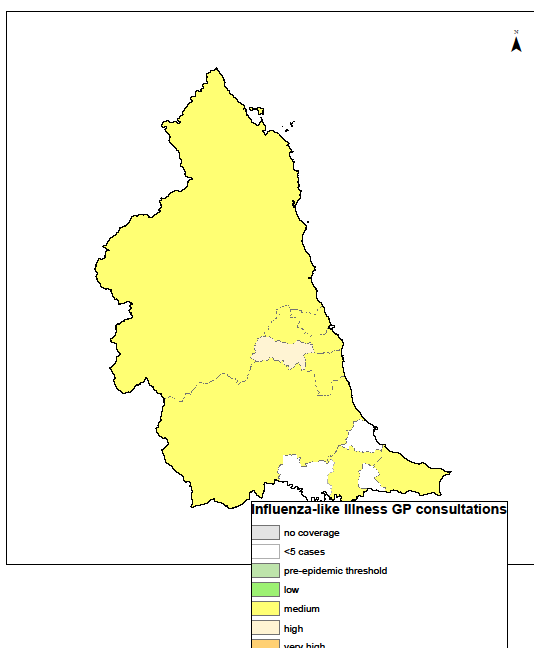 N
Influenza-like Illness GP consultations
no coverage
<5 cases
pre-epidemic threshold
low
medium
high
very high